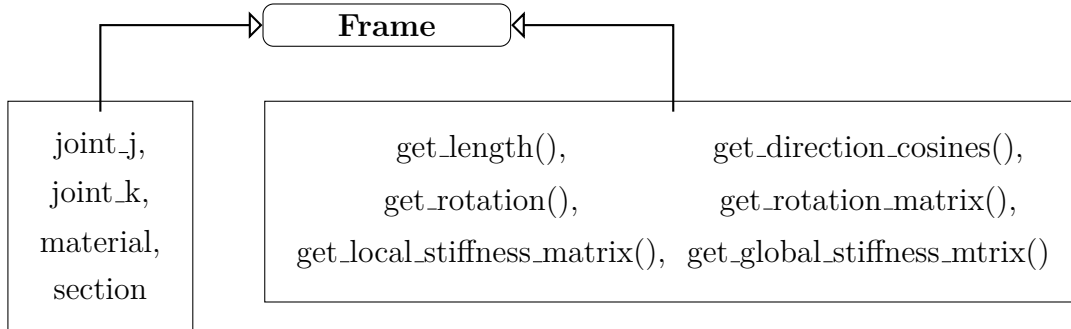 Frame
joint_j,
joint_k,
material,
section
get_length(), get_direction_cosines(),
get_rotation(), get_rotation_matrix(),
get_local_stiffness_matrix(), get_global_stiffness_mtrix()